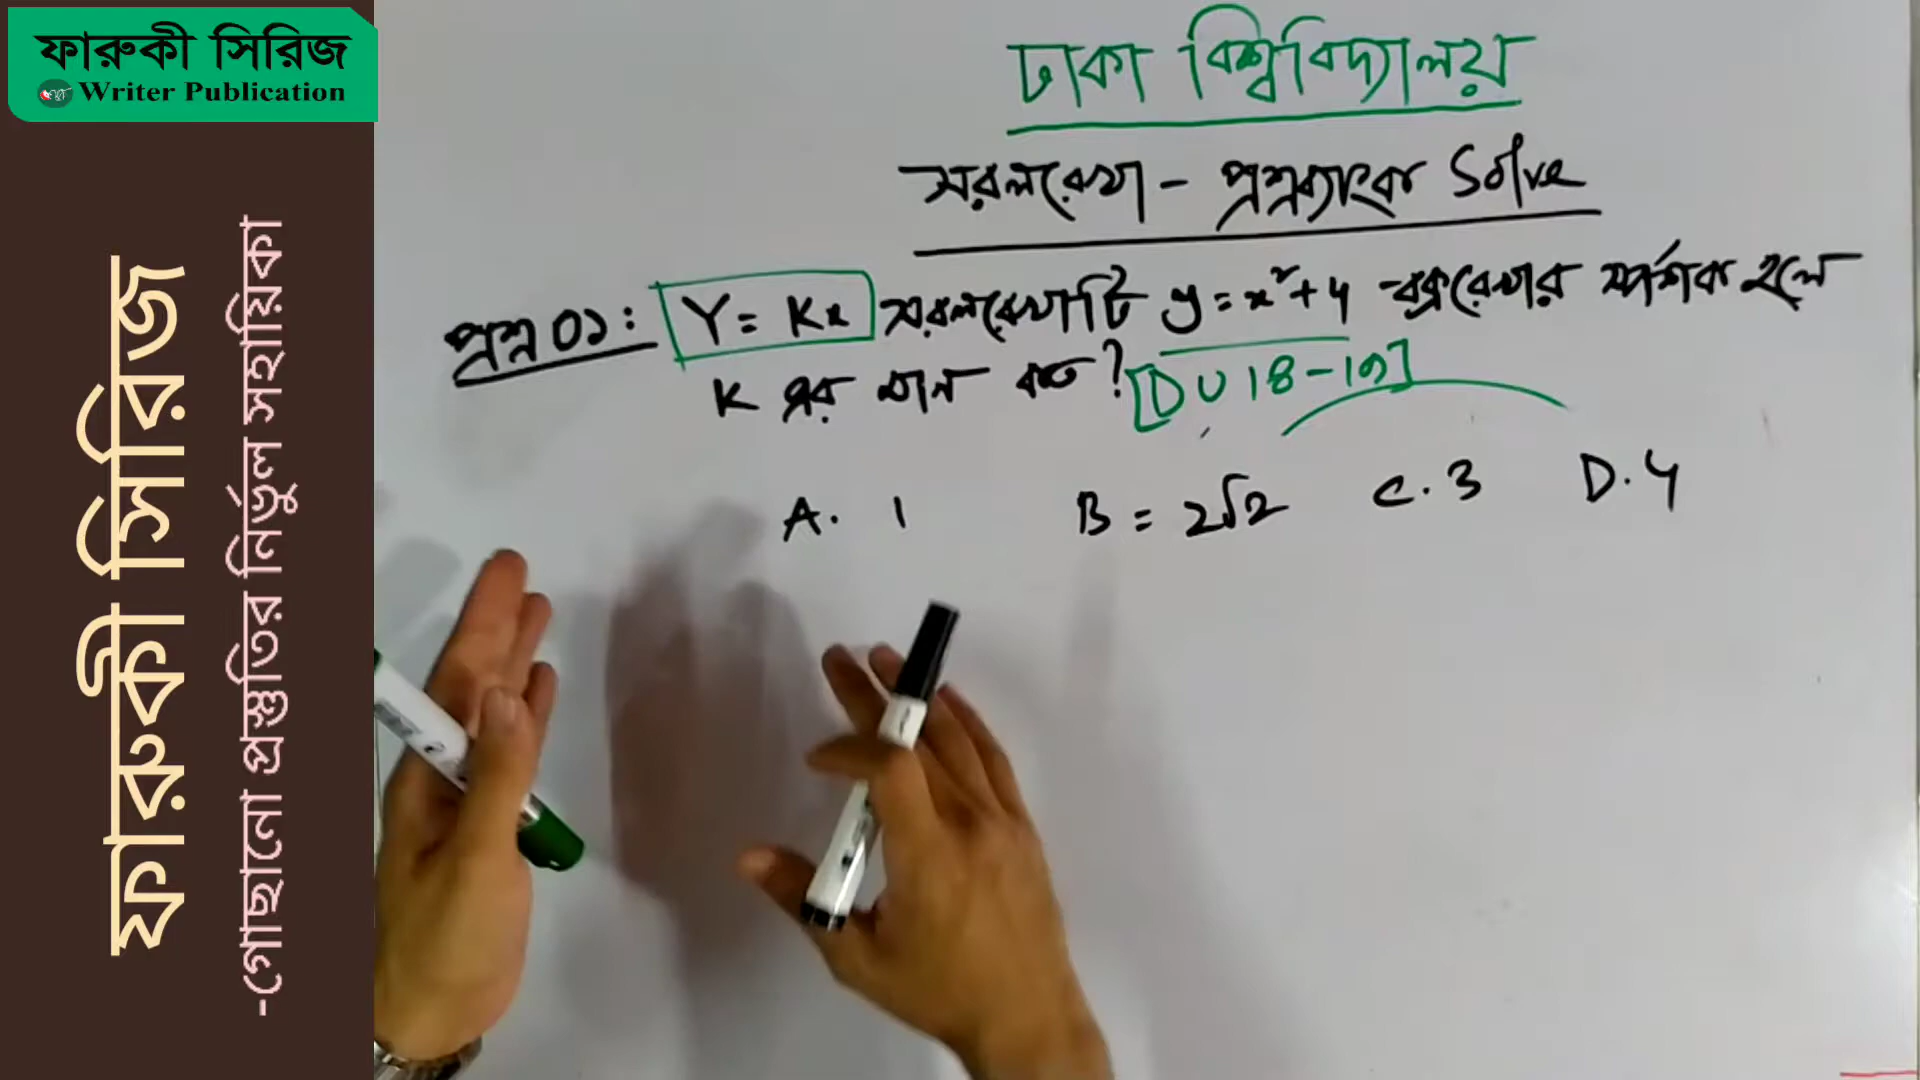 ফারুকী সিরিজ
Writer Publication
ফারুকী সিরিজ
-গোছানো প্রস্তুতির নির্ভুল সহায়িকা
ঢাকা বিশ্ববিদ্যালয়
সরলরেখা - প্রশ্নব্যাংক Solve
প্রশ্ন ০১: Y = Kx সরলরেখাটি y = x² + 4 -বক্ররেখার স্পর্শক হলে
K এর মান কত? [DU 18-19]
A. 1 B = 2√2 C. 3 D. 4